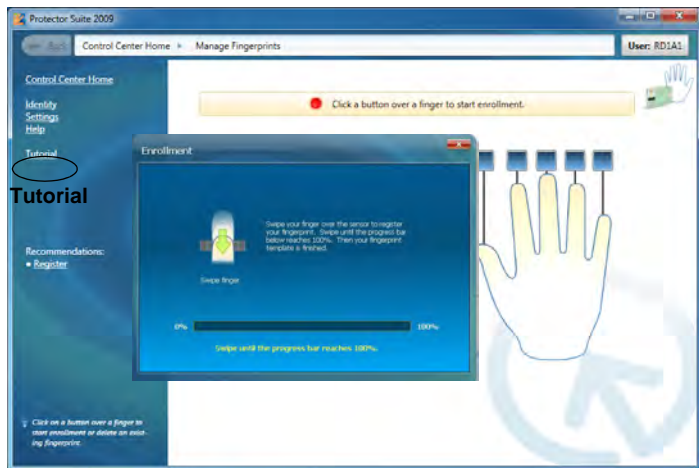 Protector Suite 2009
Back Control Center Home Manage Fingerprints User: RD1A1
Control Center Home
Click a button over a finger to start enrollment.
Identity
Settings
Help
Tutorial
Tutorial
Enrollment
Swipe your finger over the sensor to register
your fingerprint. Swipe until the progress bar
below reaches 100%. Then your fingerprint
template is finished.
Swipe finger
0% 100%
Swipe until the progress bar reaches 100%.
Recommendations:
• Register
Click on a button over a finger to
start enrollment or delete an exist-
ing fingerprint.